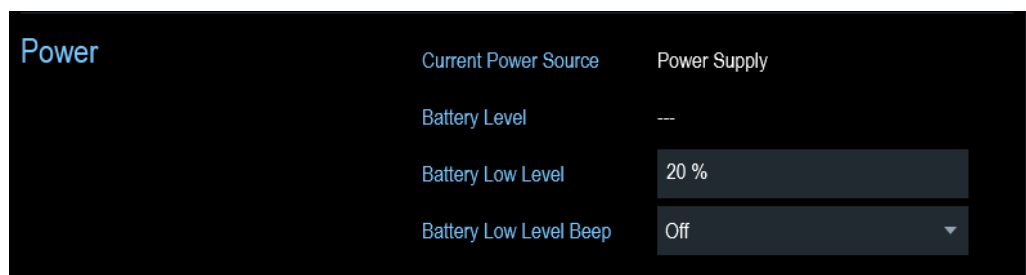 Power
Current Power Source Power Supply
Battery Level ---
Battery Low Level 20 %
Battery Low Level Beep Off